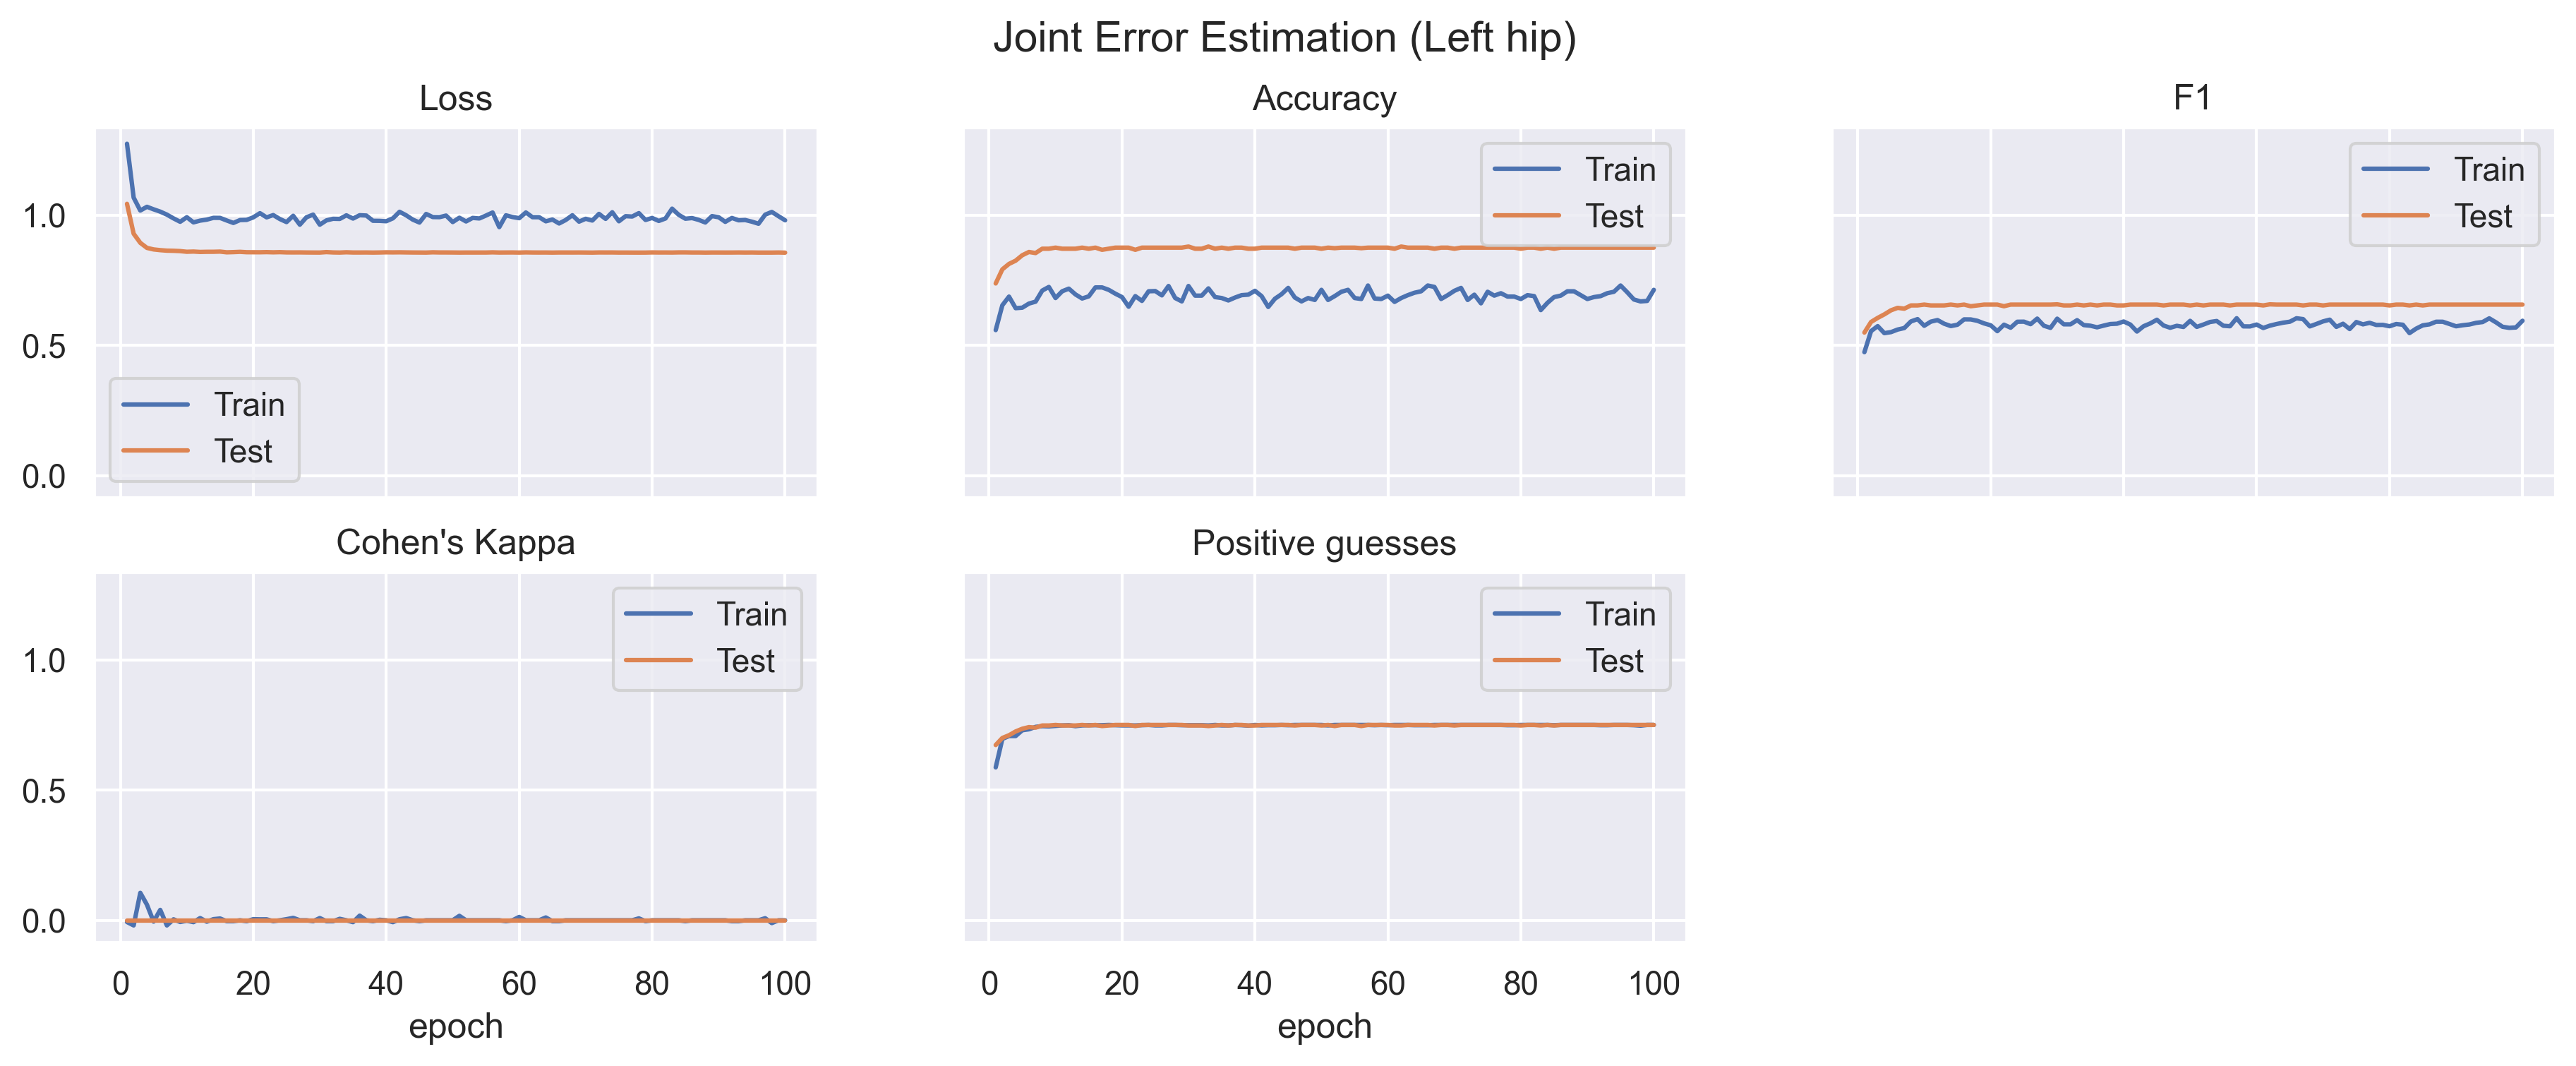 Joint Error Estimation (Left hip)
Loss
Accuracy
F1
1.0
0.5
0.0
Train
Test
Train
Test
Train
Test
Cohen's Kappa
Positive guesses
1.0
0.5
0.0
Train
Test
Train
Test
0 20 40 60 80 100
0 20 40 60 80 100
epoch
epoch